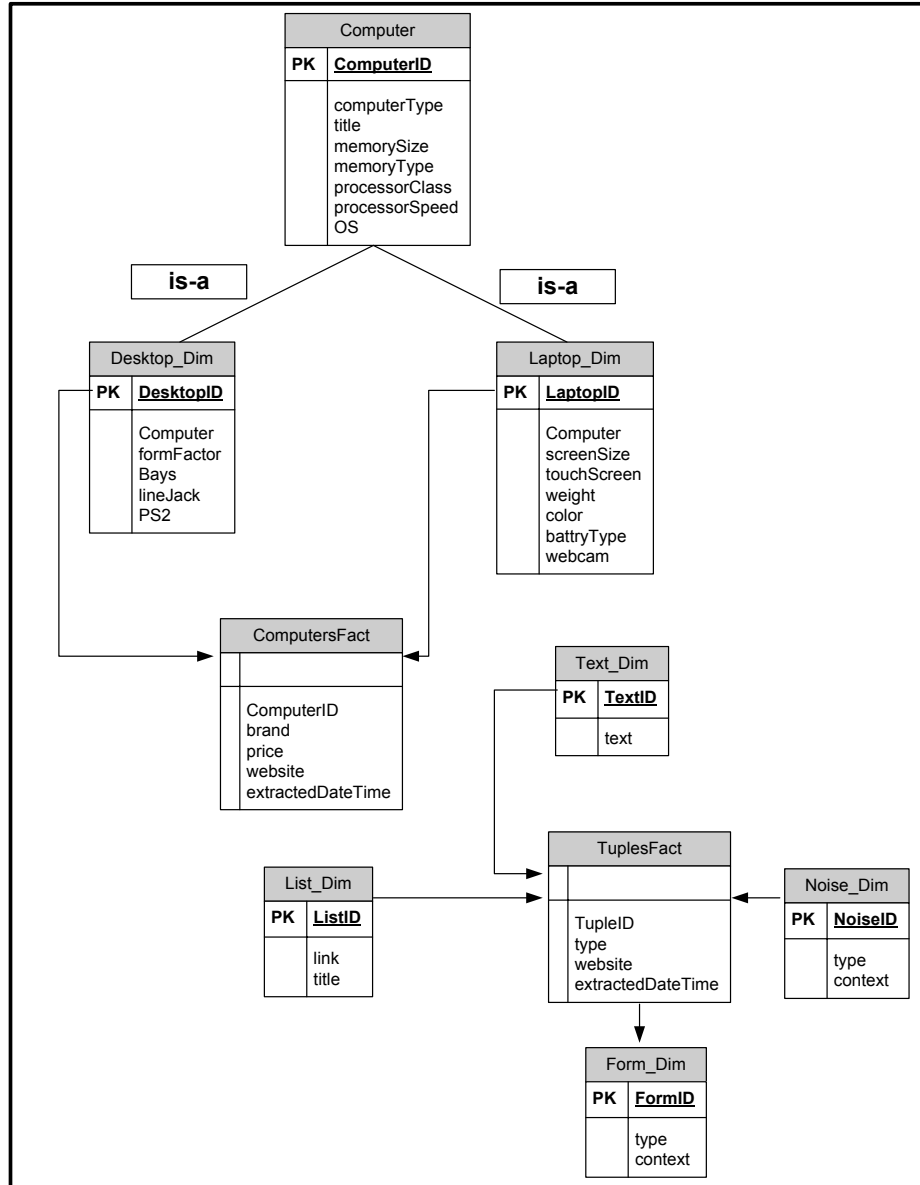 Computer
PK ComputerID
computerType
title
memorySize
memoryType
processorClass
processorSpeed
OS
is-a
is-a
Desktop_Dim
PK DesktopID
Computer
formFactor
Bays
lineJack
PS2
Laptop_Dim
PK LaptopID
Computer
screenSize
touchScreen
weight
color
battryType
webcam
ComputersFact
ComputerID
brand
price
website
extractedDateTime
Text_Dim
PK TextID
text
TuplesFact
TupleID
type
website
extractedDateTime
List_Dim
PK ListID
link
title
Noise_Dim
PK NoiseID
type
context
Form_Dim
PK FormID
type
context